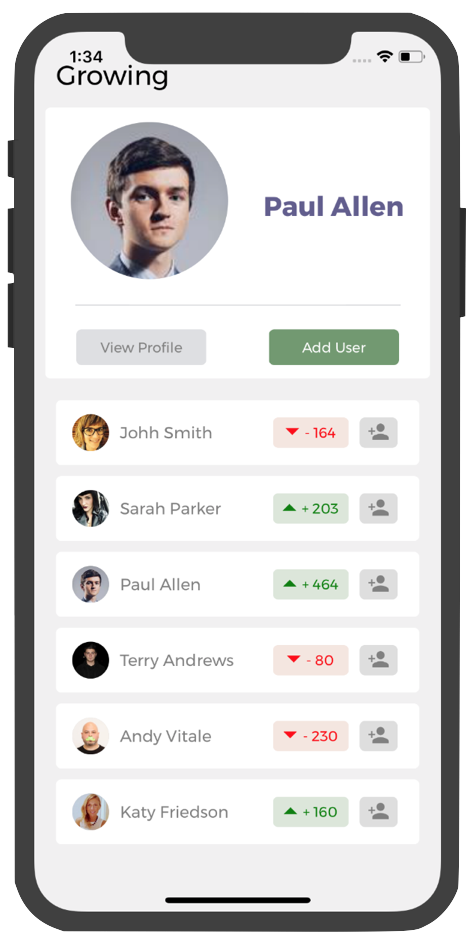 1:34
Growing
Paul Allen
View Profile
Add User
Johh Smith
- 164
Sarah Parker
+ 203
Paul Allen
+ 464
Terry Andrews
- 80
Andy Vitale
- 230
Katy Friedson
+ 160